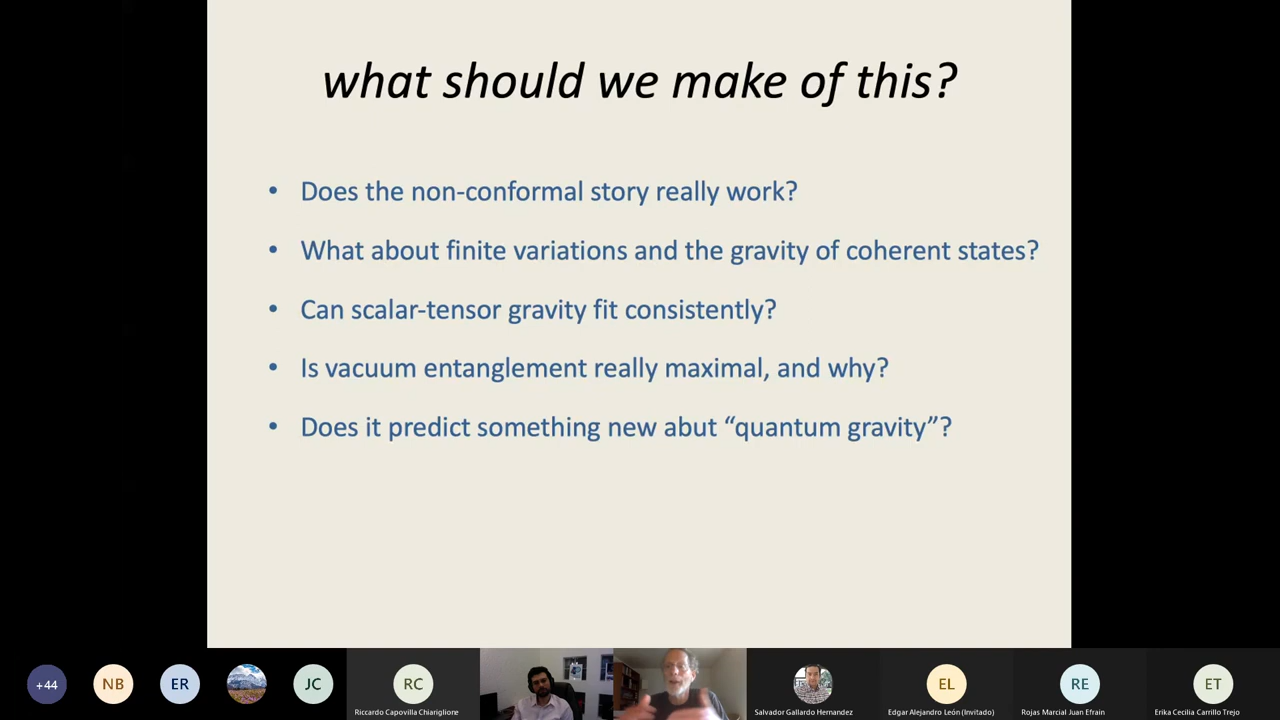 what should we make of this?
• Does the non-conformal story really work?
• What about finite variations and the gravity of coherent states?
• Can scalar-tensor gravity fit consistently?
• Is vacuum entanglement really maximal, and why?
• Does it predict something new abut “quantum gravity”?
+44
NB
ER
JC
RC
EL
RE
ET
Riccardo Capovilla Chiariglione
Salvador Gallardo Hernandez
Edgar Alejandro León (Invitado)
Rojas Marcial Juan Efrain
Erika Cecilia Carrillo Trejo